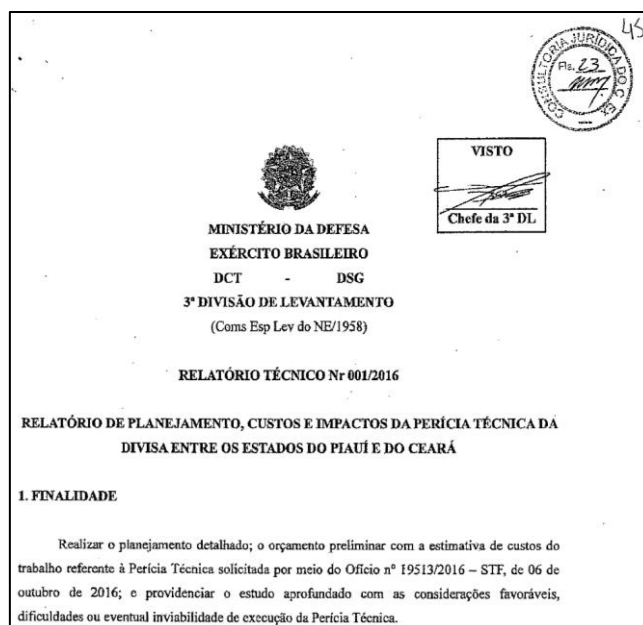 45
CONSULTORIA JURÍDICA DO C EX
Fls. 23
VISTO
Chefe da 3ª DL
MINISTÉRIO DA DEFESA
EXÉRCITO BRASILEIRO
DCT - DSG
3ª DIVISÃO DE LEVANTAMENTO
(Coms Esp Lev do NE/1958)
RELATÓRIO TÉCNICO Nr 001/2016
RELATÓRIO DE PLANEJAMENTO, CUSTOS E IMPACTOS DA PERÍCIA TÉCNICA DA
DIVISA ENTRE OS ESTADOS DO PIAUÍ E DO CEARÁ
1. FINALIDADE
Realizar o planejamento detalhado; o orçamento preliminar com a estimativa de custos do
trabalho referente à Perícia Técnica solicitada por meio do Ofício nº 19513/2016 – STF, de 06 de
outubro de 2016; e providenciar o estudo aprofundado com as considerações favoráveis,
dificuldades ou eventual inviabilidade de execução da Perícia Técnica.